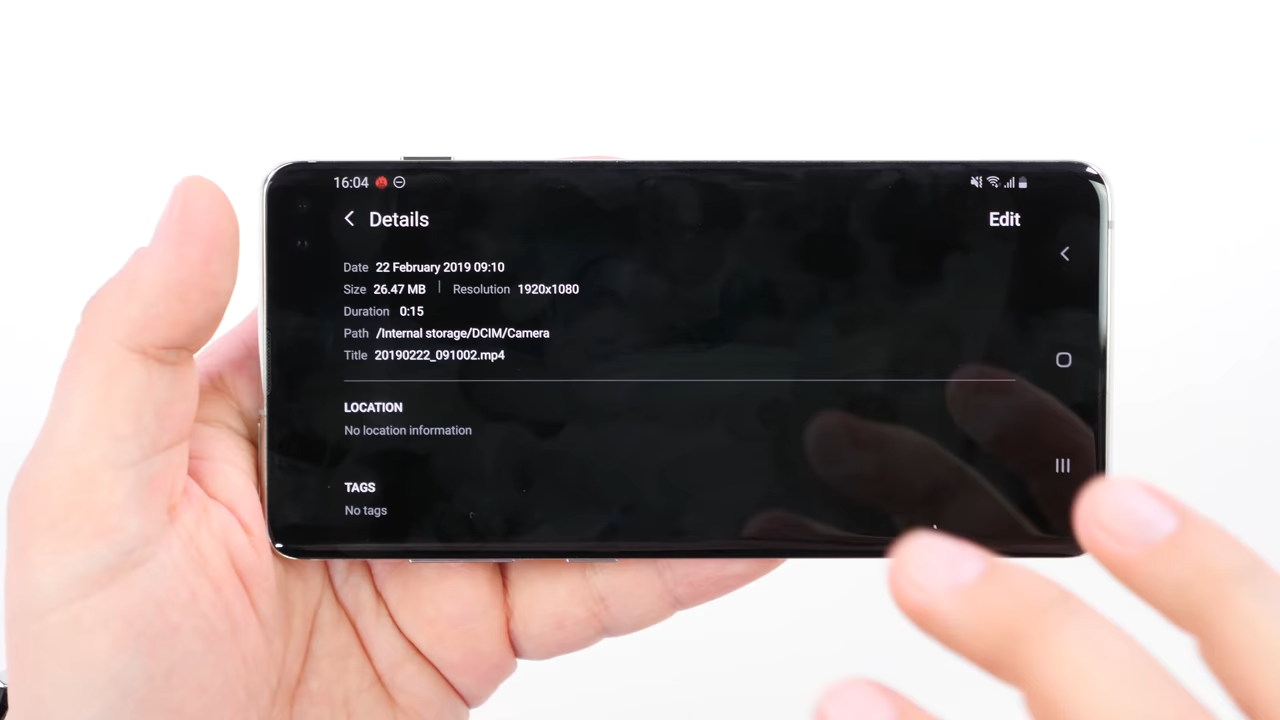 16:04
Details
Edit
Date 22 February 2019 09:10
Size 26.47 MB | Resolution 1920x1080
Duration 0:15
Path /Internal storage/DCIM/Camera
Title 20190222_091002.mp4
LOCATION
No location information
TAGS
No tags